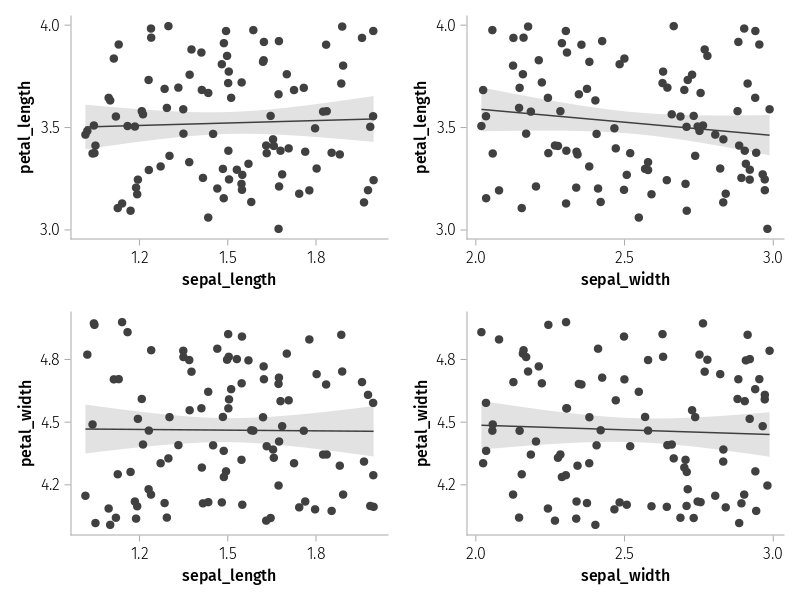 4.0
3.5
3.0
petal_length
1.2 1.5 1.8
sepal_length
4.0
3.5
3.0
petal_length
2.0 2.5 3.0
sepal_width
4.8
4.5
4.2
petal_width
1.2 1.5 1.8
sepal_length
4.8
4.5
4.2
petal_width
2.0 2.5 3.0
sepal_width